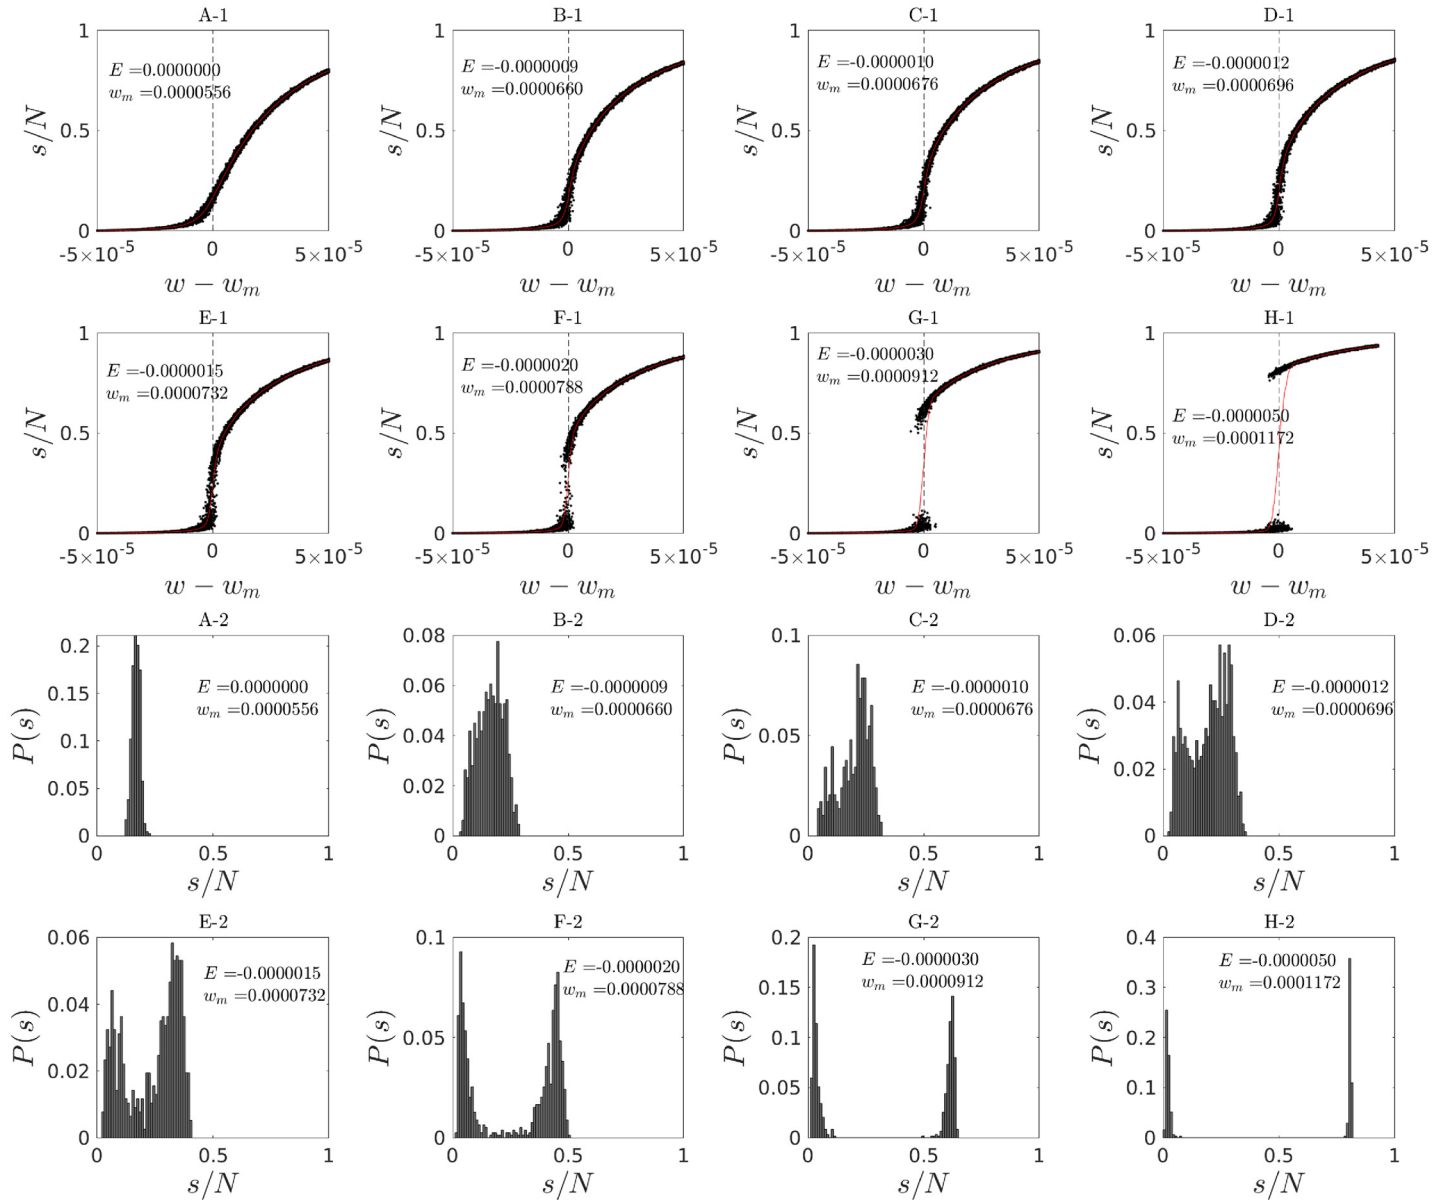 A-1 B-1 C-1 D-1
1 1 1 1
E =0.0000000 E =-0.0000009 E =-0.0000010 E =-0.0000012
w_m =0.0000556 w_m =0.0000660 w_m =0.0000676 w_m =0.0000696
s/N s/N s/N s/N
0.5 0.5 0.5 0.5
0 0 0 0
-5×10^-5 0 5×10^-5 -5×10^-5 0 5×10^-5 -5×10^-5 0 5×10^-5 -5×10^-5 0 5×10^-5
w − w_m w − w_m w − w_m w − w_m
E-1 F-1 G-1 H-1
1 1 1 1
E =-0.0000015 E =-0.0000020 E =-0.0000030 E =-0.0000050
w_m =0.0000732 w_m =0.0000788 w_m =0.0000912 w_m =0.0001172
s/N s/N s/N s/N
0.5 0.5 0.5 0.5
0 0 0 0
-5×10^-5 0 5×10^-5 -5×10^-5 0 5×10^-5 -5×10^-5 0 5×10^-5 -5×10^-5 0 5×10^-5
w − w_m w − w_m w − w_m w − w_m
A-2 B-2 C-2 D-2
0.2 0.08 0.1 0.06
E =0.0000000 E =-0.0000009 E =-0.0000010 E =-0.0000012
w_m =0.0000556 w_m =0.0000660 w_m =0.0000676 w_m =0.0000696
0.15 0.06 0.04
P(s) P(s) P(s) P(s)
0.1 0.04 0.05 0.02
0.05 0.02
0 0 0 0
0 0.5 1 0 0.5 1 0 0.5 1 0 0.5 1
s/N s/N s/N s/N
E-2 F-2 G-2 H-2
0.06 0.1 0.2 0.4
E =-0.0000015 E =-0.0000020 E =-0.0000030 E =-0.0000050
w_m =0.0000732 w_m =0.0000788 w_m =0.0000912 w_m =0.0001172
0.04 0.15 0.3
P(s) P(s) P(s) P(s)
0.05 0.1 0.2
0.02 0.05 0.1
0 0 0 0
0 0.5 1 0 0.5 1 0 0.5 1 0 0.5 1
s/N s/N s/N s/N